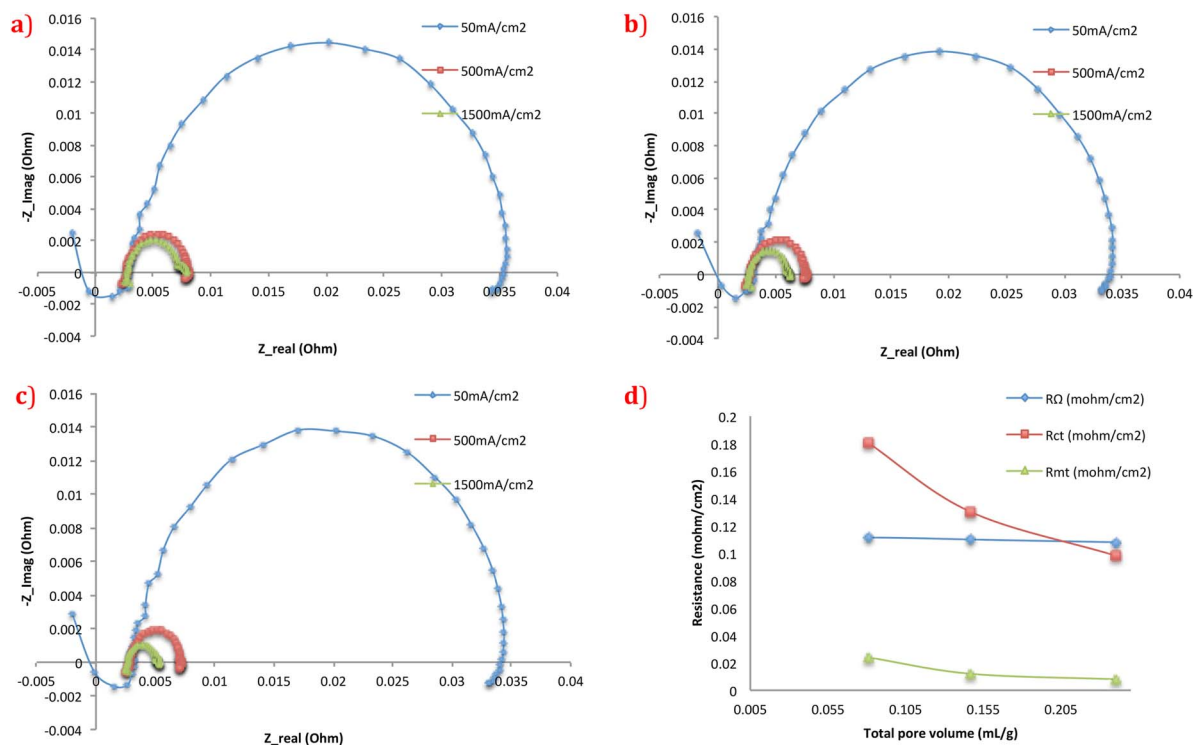 a)
0.016
0.014
0.012
0.01
0.008
0.006
0.004
0.002
0
-0.002
-0.004
-Z_Imag (Ohm)
-0.005 0 0.005 0.01 0.015 0.02 0.025 0.03 0.035 0.04
Z_real (Ohm)
50mA/cm2
500mA/cm2
1500mA/cm2
b)
0.016
0.014
0.012
0.01
0.008
0.006
0.004
0.002
0
-0.002
-0.004
-Z_Imag (Ohm)
-0.005 0 0.005 0.01 0.015 0.02 0.025 0.03 0.035 0.04
Z_real (Ohm)
50mA/cm2
500mA/cm2
1500mA/cm2
c)
0.016
0.014
0.012
0.01
0.008
0.006
0.004
0.002
0
-0.002
-0.004
-Z_Imag (Ohm)
-0.005 0 0.005 0.01 0.015 0.02 0.025 0.03 0.035 0.04
Z_real (Ohm)
50mA/cm2
500mA/cm2
1500mA/cm2
d)
0.2
0.18
0.16
0.14
0.12
0.1
0.08
0.06
0.04
0.02
0
Resistance (mohm/cm2)
0.005 0.055 0.105 0.155 0.205
Total pore volume (mL/g)
RΩ (mohm/cm2)
Rct (mohm/cm2)
Rmt (mohm/cm2)